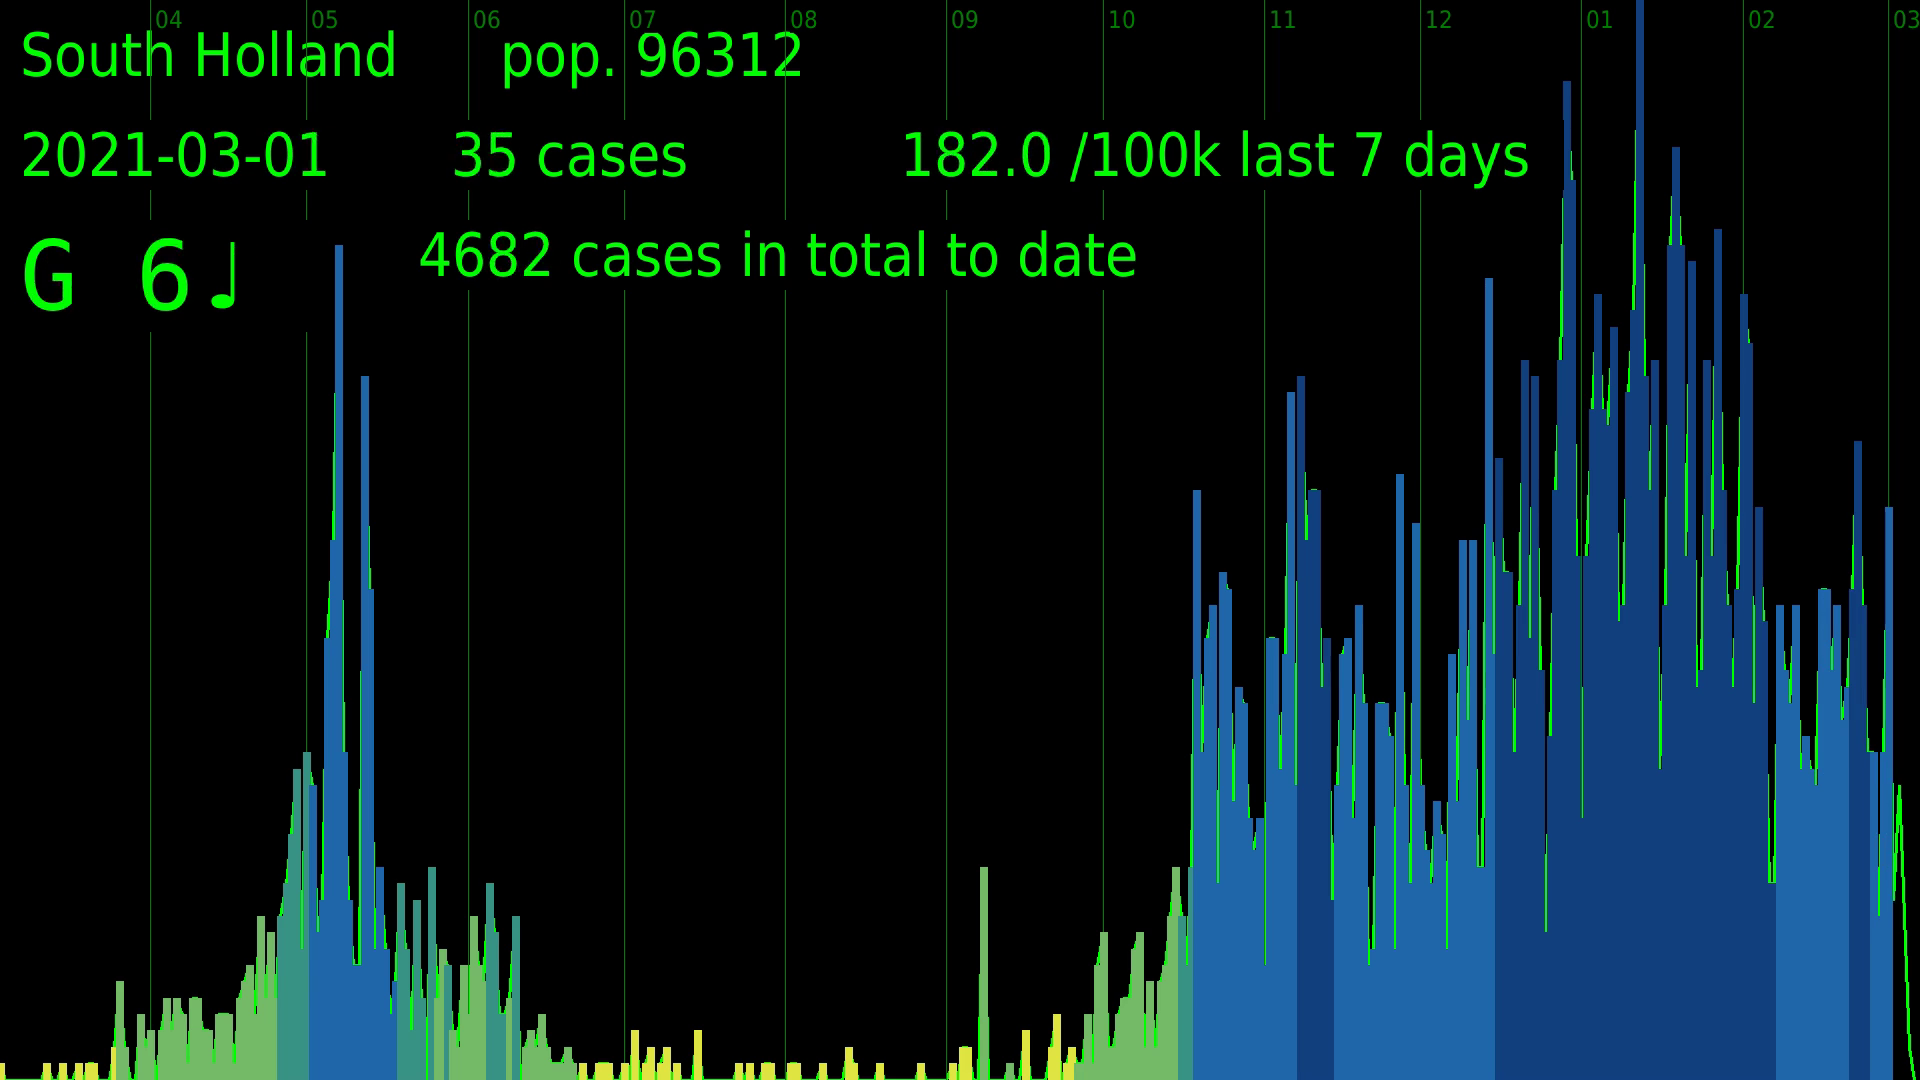 04 05 06 07 08 09 10 11 12 01 02 03
South Holland pop. 96312
2021-03-01 35 cases 182.0 /100k last 7 days
G 6♩ 4682 cases in total to date